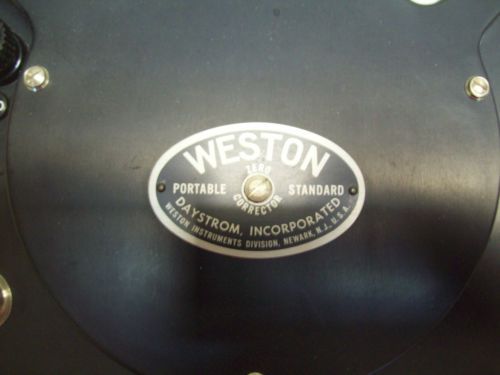 WESTON
ZERO
PORTABLE STANDARD
CORRECTOR
DAYSTROM, INCORPORATED
WESTON INSTRUMENTS DIVISION, NEWARK, N.J., U.S.A.